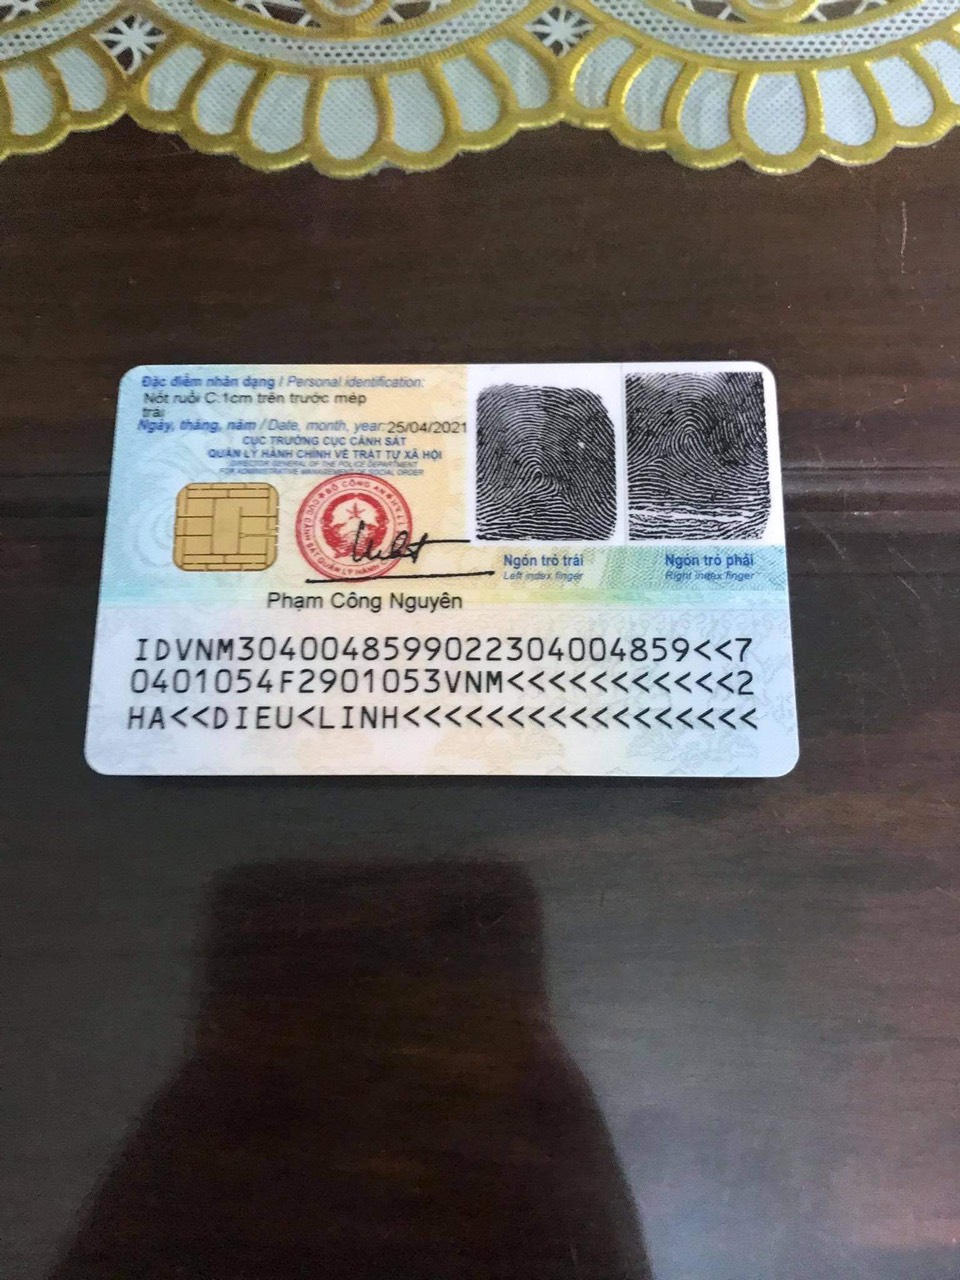 Đặc điểm nhân dạng / Personal identification:
Nốt ruồi C:1cm trên trước mép
trái
Ngày, tháng, năm / Date, month, year: 25/04/2021
CỤC TRƯỞNG CỤC CẢNH SÁT
QUẢN LÝ HÀNH CHÍNH VỀ TRẬT TỰ XÃ HỘI
DIRECTOR GENERAL OF THE POLICE DEPARTMENT
FOR ADMINISTRATIVE MANAGEMENT OF SOCIAL ORDER
BỘ CÔNG AN
Ngón trỏ trái
Left index finger
Ngón trỏ phải
Right index finger
Phạm Công Nguyên
IDVNM3040048599022304004859<<7
0401054F2901053VNM<<<<<<<<<<<2
HA<<DIEU<LINH<<<<<<<<<<<<<<<<<